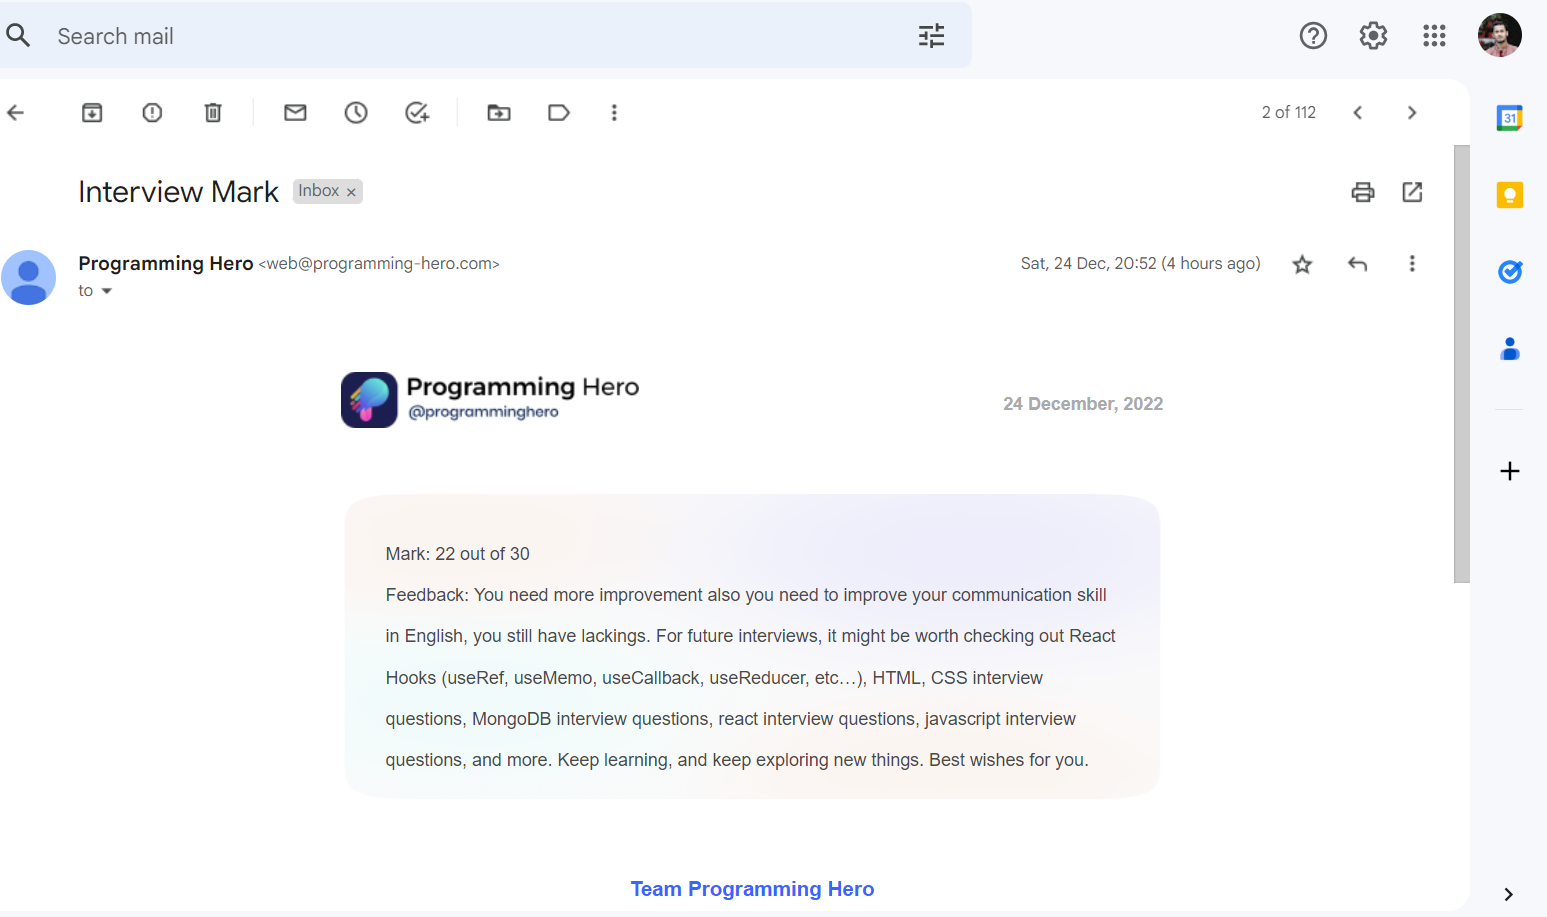 Search mail
2 of 112
Interview Mark Inbox ×
Programming Hero <web@programming-hero.com> Sat, 24 Dec, 20:52 (4 hours ago)
to
31
Programming Hero
@programminghero
24 December, 2022
Mark: 22 out of 30
Feedback: You need more improvement also you need to improve your communication skill
in English, you still have lackings. For future interviews, it might be worth checking out React
Hooks (useRef, useMemo, useCallback, useReducer, etc...), HTML, CSS interview
questions, MongoDB interview questions, react interview questions, javascript interview
questions, and more. Keep learning, and keep exploring new things. Best wishes for you.
Team Programming Hero